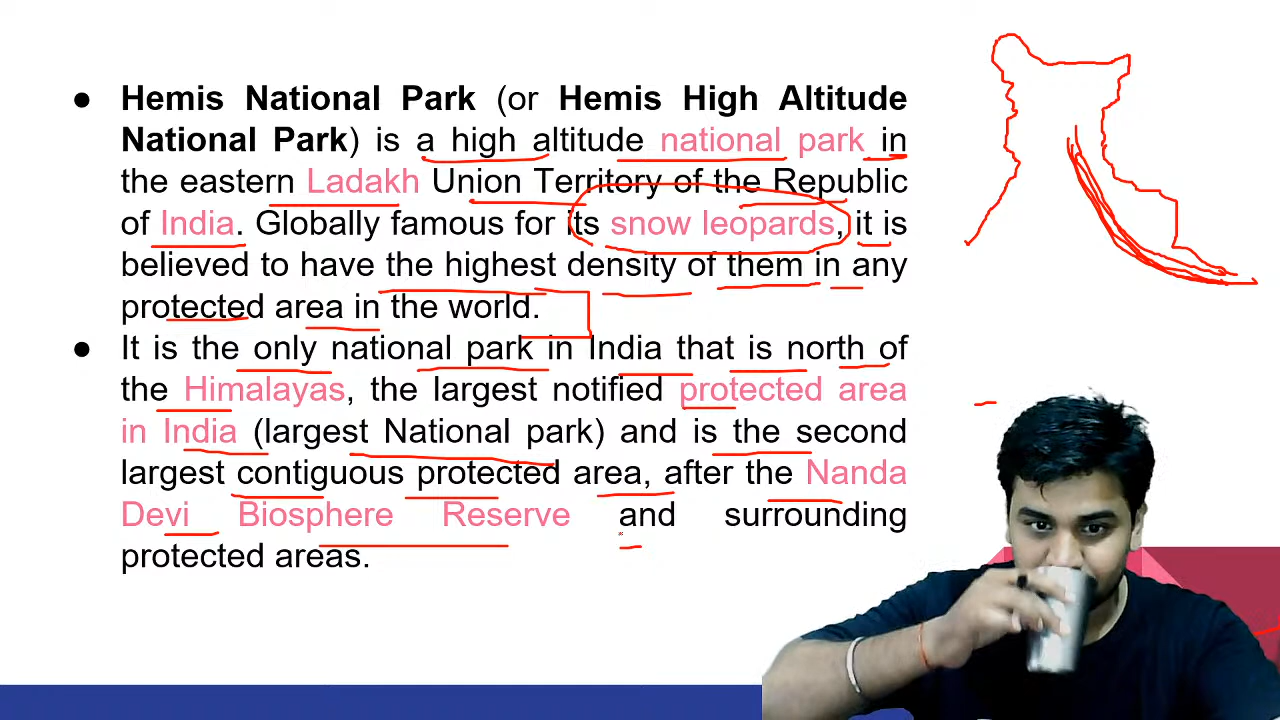 ● Hemis National Park (or Hemis High Altitude
National Park) is a high altitude national park in
the eastern Ladakh Union Territory of the Republic
of India. Globally famous for its snow leopards, it is
believed to have the highest density of them in any
protected area in the world.
● It is the only national park in India that is north of
the Himalayas, the largest notified protected area
in India (largest National park) and is the second
largest contiguous protected area, after the Nanda
Devi Biosphere Reserve and surrounding
protected areas.